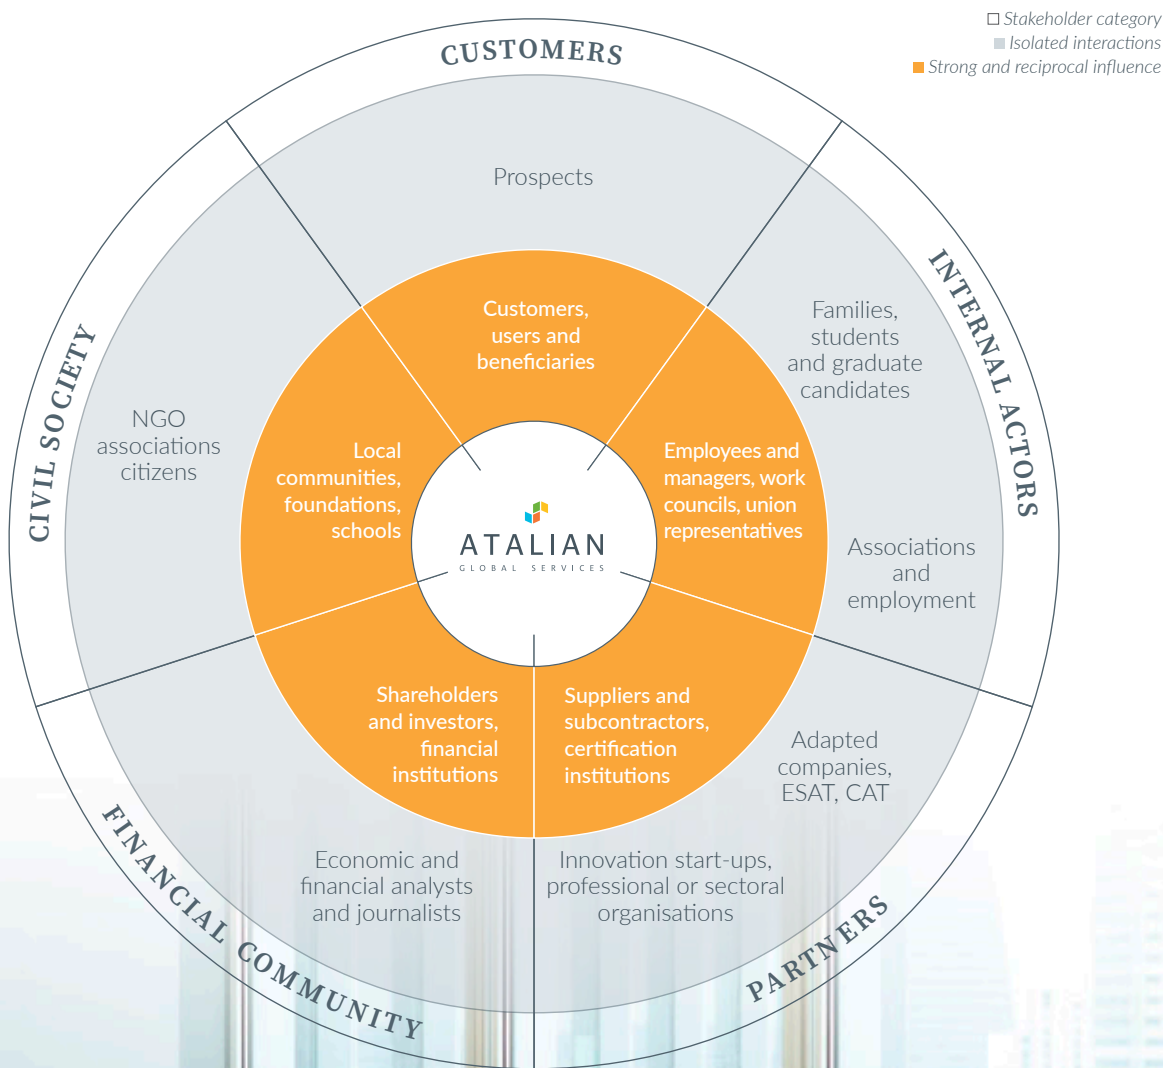 Stakeholder category
Isolated interactions
Strong and reciprocal influence
CUSTOMERS
Prospects
Customers,
users and
beneficiaries
INTERNAL ACTORS
Families,
students
and graduate
candidates
Employees and
managers, work
councils, union
representatives
Associations
and
employment
CIVIL SOCIETY
NGO
associations
citizens
Local
communities,
foundations,
schools
ATALIAN
GLOBAL SERVICES
Shareholders
and investors,
financial
institutions
Suppliers and
subcontractors,
certification
institutions
Adapted
companies,
ESAT, CAT
Economic and
financial analysts
and journalists
Innovation start-ups,
professional or sectoral
organisations
FINANCIAL COMMUNITY
PARTNERS